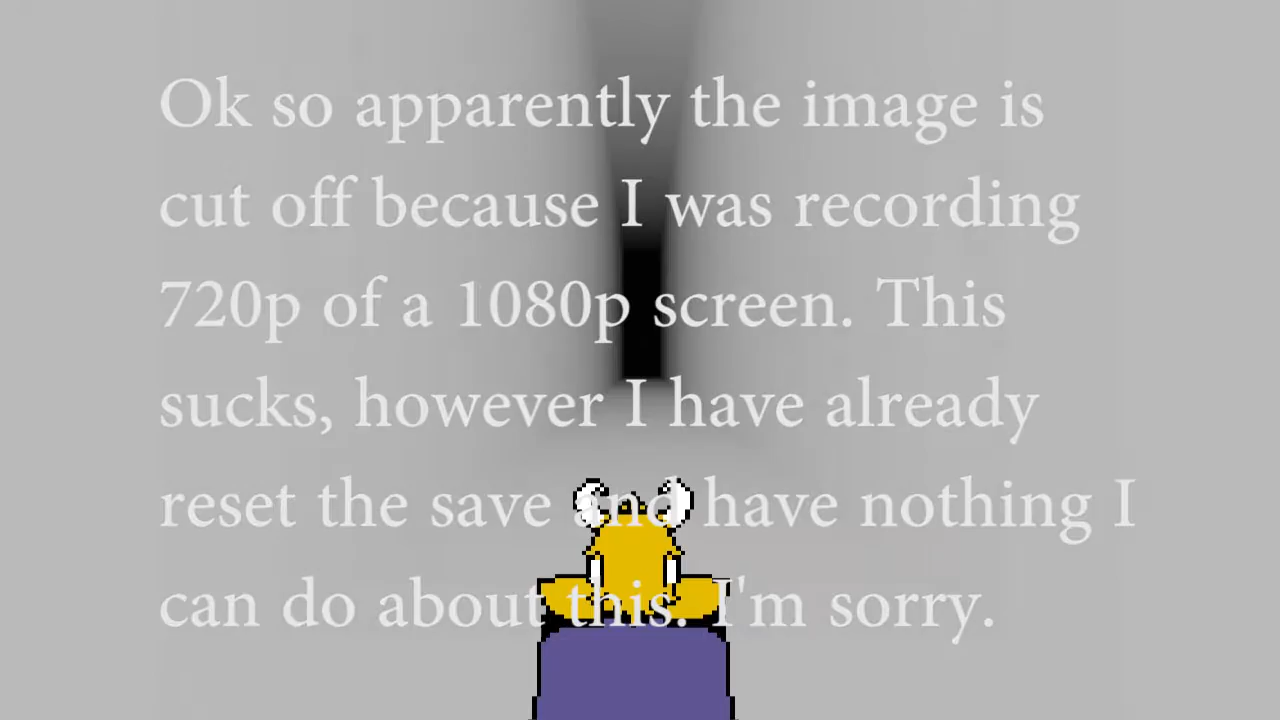 Ok so apparently the image is
cut off because I was recording
720p of a 1080p screen. This
sucks, however I have already
reset the save and have nothing I
can do about this. I'm sorry.